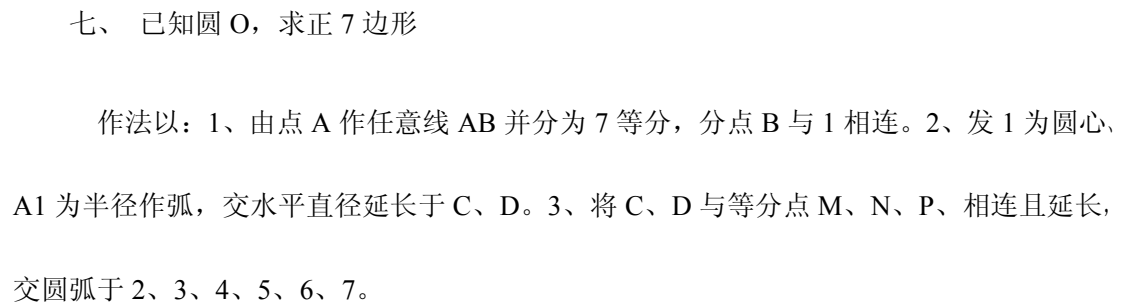 七、 已知圆 O，求正 7 边形
作法以：1、由点 A 作任意线 AB 并分为 7 等分，分点 B 与 1 相连。2、发 1 为圆心、
A1 为半径作弧，交水平直径延长于 C、D。3、将 C、D 与等分点 M、N、P、相连且延长，
交圆弧于 2、3、4、5、6、7。